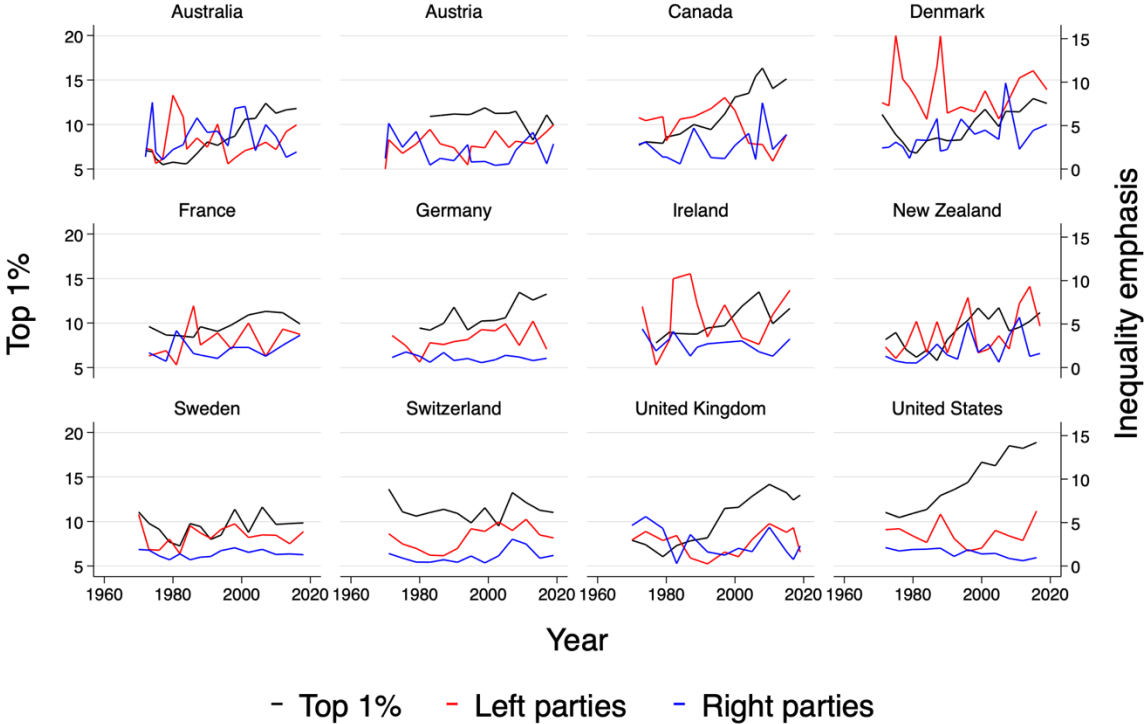 Australia Austria Canada Denmark
20 15
15 10
10 5
5 0
France Germany Ireland New Zealand
20 15
15 10
10 5
5 0
Sweden Switzerland United Kingdom United States
20 15
15 10
10 5
5 0
1960 1980 2000 2020 1960 1980 2000 2020 1960 1980 2000 2020 1960 1980 2000 2020
Top 1%
Inequality emphasis
Year
Top 1% Left parties Right parties